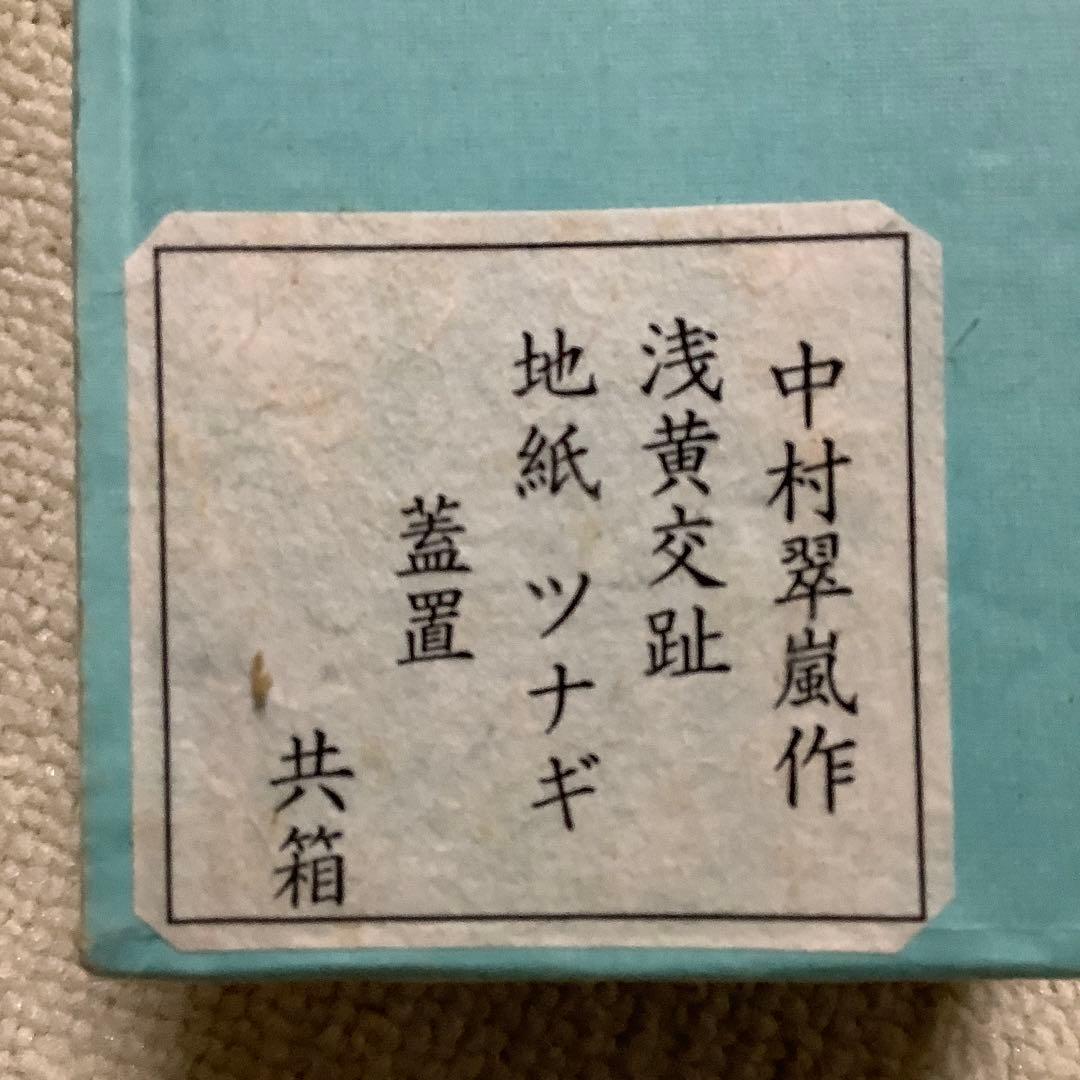 中村翠嵐作
浅黄交趾
地紙ツナギ
蓋置
共箱